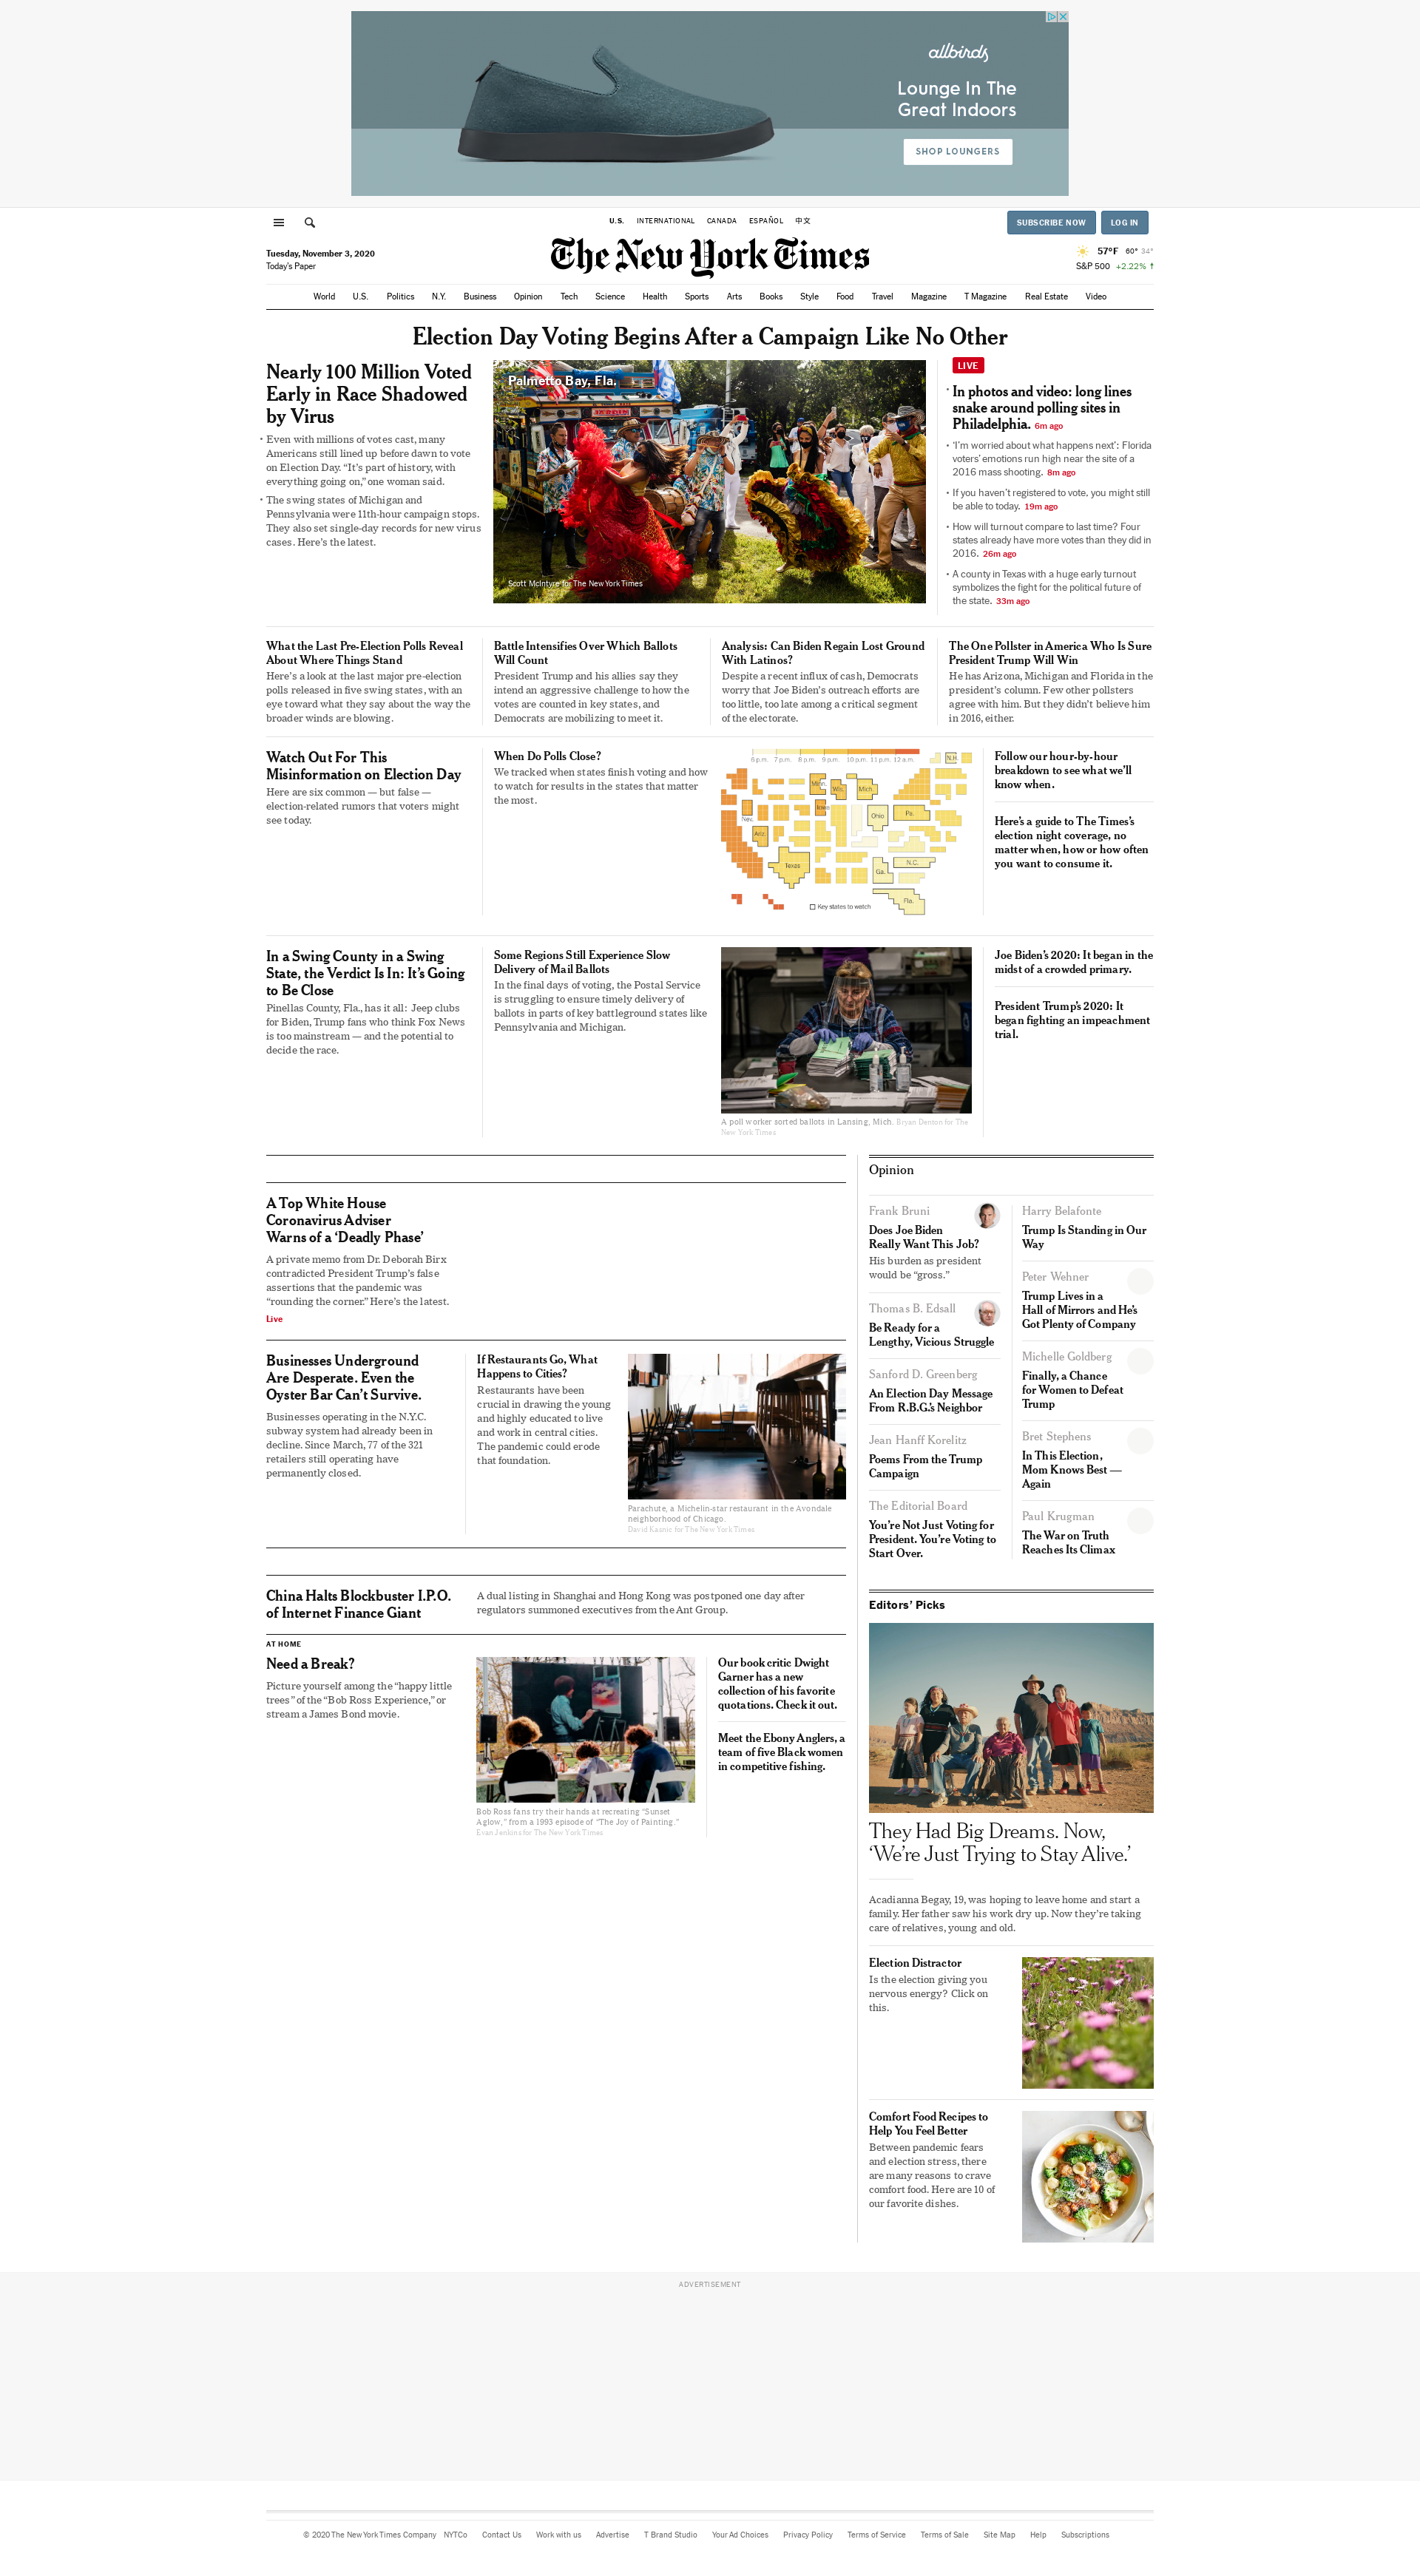 allbirds
Lounge In The
Great Indoors
SHOP LOUNGERS
U.S. INTERNATIONAL CANADA ESPAÑOL 中文
SUBSCRIBE NOW LOG IN
Tuesday, November 3, 2020
Today's Paper
The New York Times
57°F 60° 34°
S&P 500 +2.22% ↑
World U.S. Politics N.Y. Business Opinion Tech Science Health Sports Arts Books Style Food Travel Magazine T Magazine Real Estate Video
Election Day Voting Begins After a Campaign Like No Other
Nearly 100 Million Voted
Early in Race Shadowed
by Virus
• Even with millions of votes cast, many
Americans still lined up before dawn to vote
on Election Day. “It’s part of history, with
everything going on,” one woman said.
• The swing states of Michigan and
Pennsylvania were 11th-hour campaign stops.
They also set single-day records for new virus
cases. Here’s the latest.
Palmetto Bay, Fla.
Scott McIntyre for The New York Times
LIVE
• In photos and video: long lines
snake around polling sites in
Philadelphia. 6m ago
• ‘I’m worried about what happens next’: Florida
voters’ emotions run high near the site of a
2016 mass shooting. 8m ago
• If you haven’t registered to vote, you might still
be able to today. 19m ago
• How will turnout compare to last time? Four
states already have more votes than they did in
2016. 26m ago
• A county in Texas with a huge early turnout
symbolizes the fight for the political future of
the state. 33m ago
What the Last Pre-Election Polls Reveal
About Where Things Stand
Here’s a look at the last major pre-election
polls released in five swing states, with an
eye toward what they say about the way the
broader winds are blowing.
Battle Intensifies Over Which Ballots
Will Count
President Trump and his allies say they
intend an aggressive challenge to how the
votes are counted in key states, and
Democrats are mobilizing to meet it.
Analysis: Can Biden Regain Lost Ground
With Latinos?
Despite a recent influx of cash, Democrats
worry that Joe Biden’s outreach efforts are
too little, too late among a critical segment
of the electorate.
The One Pollster in America Who Is Sure
President Trump Will Win
He has Arizona, Michigan and Florida in the
president’s column. Few other pollsters
agree with him. But they didn’t believe him
in 2016, either.
Watch Out For This
Misinformation on Election Day
Here are six common — but false —
election-related rumors that voters might
see today.
When Do Polls Close?
We tracked when states finish voting and how
to watch for results in the states that matter
the most.
6 p.m. 7 p.m. 8 p.m. 9 p.m. 10 p.m. 11 p.m. 12 a.m.
N.H.
Minn.
Wis. Mich.
Iowa
Nev. Ohio Pa.
Ariz.
Texas Ga. N.C.
Fla.
Key states to watch
Follow our hour-by-hour
breakdown to see what we’ll
know when.
Here’s a guide to The Times’s
election night coverage, no
matter when, how or how often
you want to consume it.
In a Swing County in a Swing
State, the Verdict Is In: It’s Going
to Be Close
Pinellas County, Fla., has it all: Jeep clubs
for Biden, Trump fans who think Fox News
is too mainstream — and the potential to
decide the race.
Some Regions Still Experience Slow
Delivery of Mail Ballots
In the final days of voting, the Postal Service
is struggling to ensure timely delivery of
ballots in parts of key battleground states like
Pennsylvania and Michigan.
A poll worker sorted ballots in Lansing, Mich. Bryan Denton for The
New York Times
Joe Biden’s 2020: It began in the
midst of a crowded primary.
President Trump’s 2020: It
began fighting an impeachment
trial.
A Top White House
Coronavirus Adviser
Warns of a ‘Deadly Phase’
A private memo from Dr. Deborah Birx
contradicted President Trump’s false
assertions that the pandemic was
“rounding the corner.” Here’s the latest.
Live
Businesses Underground
Are Desperate. Even the
Oyster Bar Can’t Survive.
Businesses operating in the N.Y.C.
subway system had already been in
decline. Since March, 77 of the 321
retailers still operating have
permanently closed.
If Restaurants Go, What
Happens to Cities?
Restaurants have been
crucial in drawing the young
and highly educated to live
and work in central cities.
The pandemic could erode
that foundation.
Parachute, a Michelin-star restaurant in the Avondale
neighborhood of Chicago.
David Kasnic for The New York Times
China Halts Blockbuster I.P.O.
of Internet Finance Giant
A dual listing in Shanghai and Hong Kong was postponed one day after
regulators summoned executives from the Ant Group.
AT HOME
Need a Break?
Picture yourself among the “happy little
trees” of the “Bob Ross Experience,” or
stream a James Bond movie.
Bob Ross fans try their hands at recreating “Sunset
Aglow,” from a 1993 episode of “The Joy of Painting.”
Evan Jenkins for The New York Times
Our book critic Dwight
Garner has a new
collection of his favorite
quotations. Check it out.
Meet the Ebony Anglers, a
team of five Black women
in competitive fishing.
Opinion
Frank Bruni
Does Joe Biden
Really Want This Job?
His burden as president
would be “gross.”
Thomas B. Edsall
Be Ready for a
Lengthy, Vicious Struggle
Sanford D. Greenberg
An Election Day Message
From R.B.G.’s Neighbor
Jean Hanff Korelitz
Poems From the Trump
Campaign
The Editorial Board
You’re Not Just Voting for
President. You’re Voting to
Start Over.
Harry Belafonte
Trump Is Standing in Our
Way
Peter Wehner
Trump Lives in a
Hall of Mirrors and He’s
Got Plenty of Company
Michelle Goldberg
Finally, a Chance
for Women to Defeat
Trump
Bret Stephens
In This Election,
Mom Knows Best —
Again
Paul Krugman
The War on Truth
Reaches Its Climax
Editors’ Picks
They Had Big Dreams. Now,
‘We’re Just Trying to Stay Alive.’
Acadianna Begay, 19, was hoping to leave home and start a
family. Her father saw his work dry up. Now they’re taking
care of relatives, young and old.
Election Distractor
Is the election giving you
nervous energy? Click on
this.
Comfort Food Recipes to
Help You Feel Better
Between pandemic fears
and election stress, there
are many reasons to crave
comfort food. Here are 10 of
our favorite dishes.
ADVERTISEMENT
© 2020 The New York Times Company NYTCo Contact Us Work with us Advertise T Brand Studio Your Ad Choices Privacy Policy Terms of Service Terms of Sale Site Map Help Subscriptions